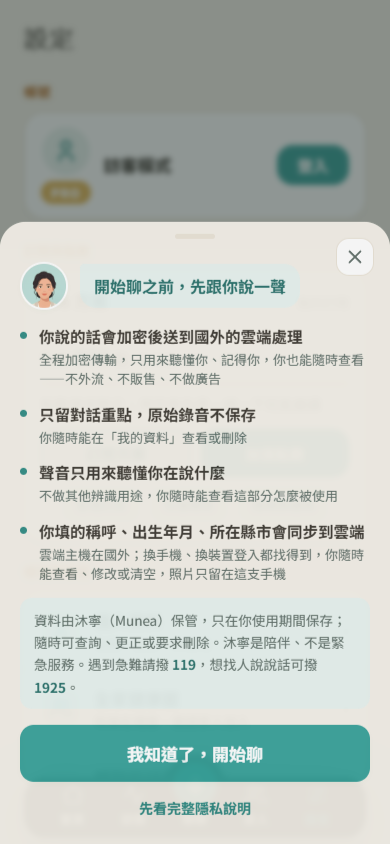 設定
訪客模式
登入
開始聊之前，先跟你說一聲
你說的話會加密後送到國外的雲端處理
全程加密傳輸，只用來聽懂你、記得你，你也能隨時查看
——不外流、不販售、不做廣告
只留對話重點，原始錄音不保存
你隨時能在「我的資料」查看或刪除
聲音只用來聽懂你在說什麼
不做其他辨識用途，你隨時能查看這部分怎麼被使用
你填的稱呼、出生年月、所在縣市會同步到雲端
雲端主機在國外；換手機、換裝置登入都找得到，你隨時
能查看、修改或清空，照片只留在這支手機
資料由沐寧（Munea）保管，只在你使用期間保存；
隨時可查詢、更正或要求刪除。沐寧是陪伴、不是緊
急服務。遇到急難請撥 119，想找人說說話可撥
1925。
我知道了，開始聊
先看完整隱私說明